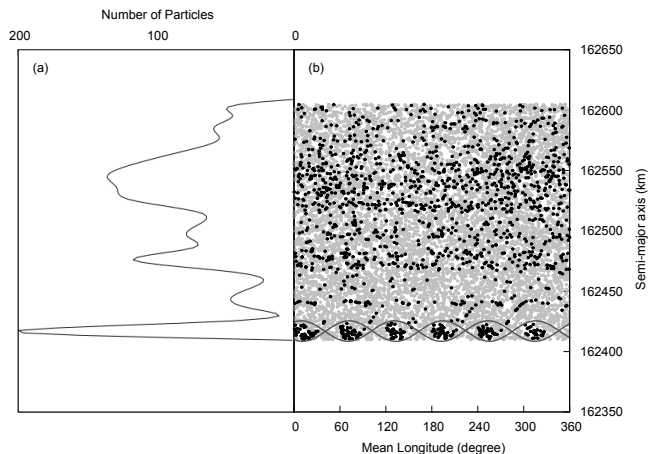 Number of Particles
200 100 0
(a) (b)
162650
162600
162550
162500
162450
162400
162350
Semi-major axis (km)
0 60 120 180 240 300 360
Mean Longitude (degree)